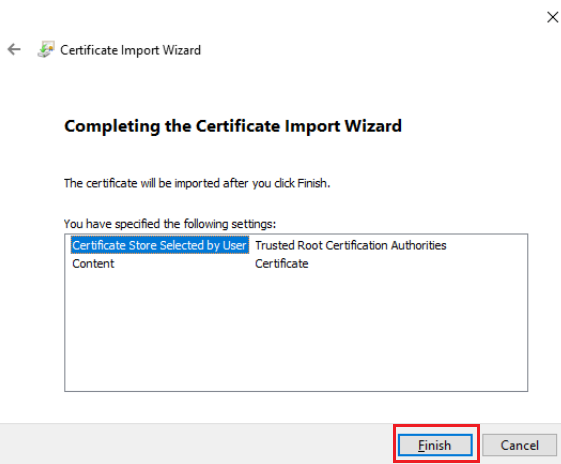 Certificate Import Wizard
Completing the Certificate Import Wizard
The certificate will be imported after you click Finish.
You have specified the following settings:
Certificate Store Selected by User Trusted Root Certification Authorities
Content Certificate
Finish Cancel